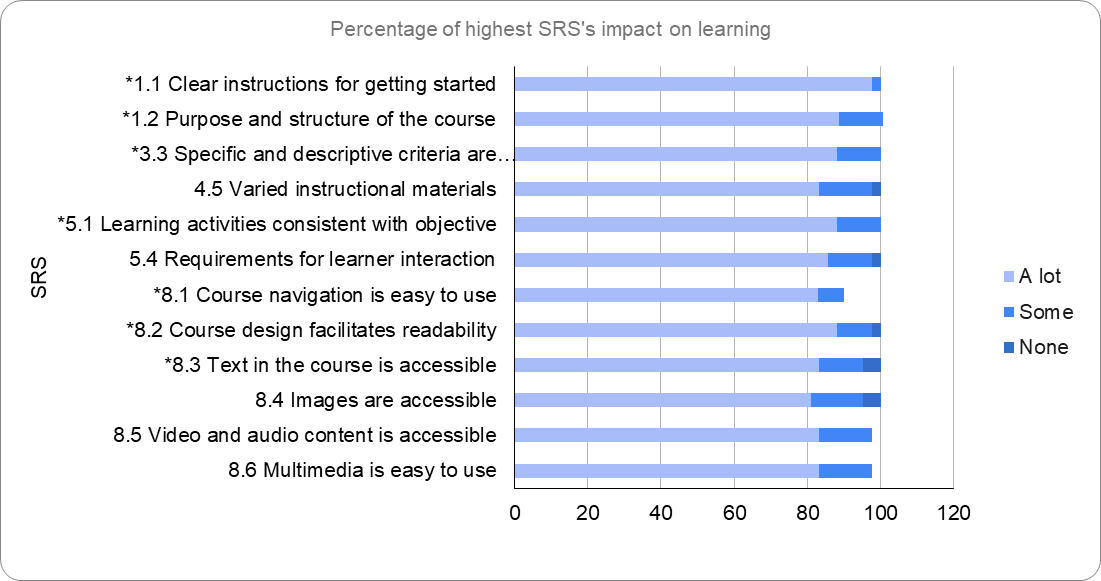 Percentage of highest SRS's impact on learning
*1.1 Clear instructions for getting started
*1.2 Purpose and structure of the course
*3.3 Specific and descriptive criteria are…
4.5 Varied instructional materials
*5.1 Learning activities consistent with objective
5.4 Requirements for learner interaction
*8.1 Course navigation is easy to use
*8.2 Course design facilitates readability
*8.3 Text in the course is accessible
8.4 Images are accessible
8.5 Video and audio content is accessible
8.6 Multimedia is easy to use
SRS
0 20 40 60 80 100 120
A lot
Some
None